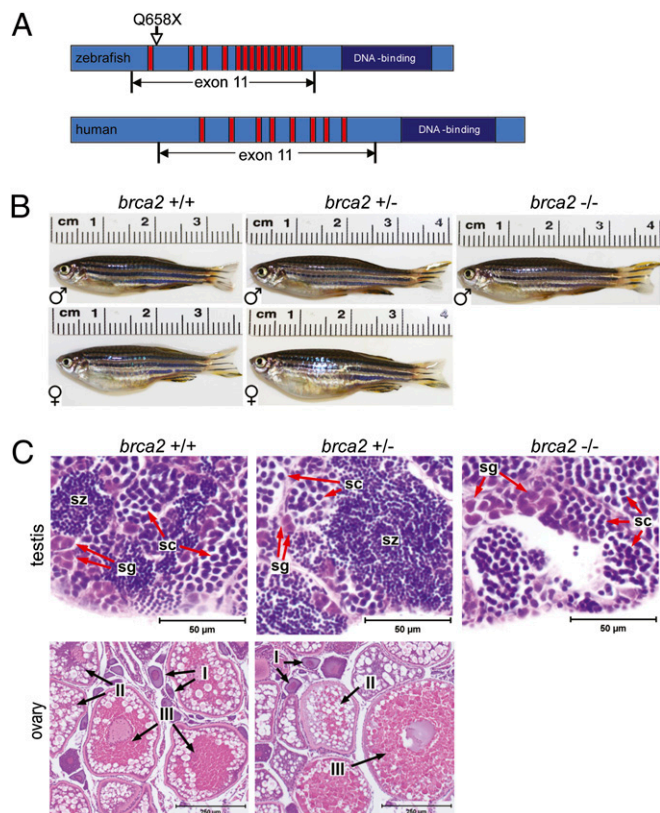 A
Q658X
zebrafish
DNA-binding
exon 11
human
DNA-binding
exon 11
B
brca2 +/+
brca2 +/-
brca2 -/-
cm 1 2 3
cm 1 2 3 4
cm 1 2 3 4
♂
♂
♂
cm 1 2 3
cm 1 2 3 4
♀
♀
C
brca2 +/+
brca2 +/-
brca2 -/-
testis
sz
sc
sg
50 µm
sc
sz
sg
50 µm
sg
sc
50 µm
ovary
I
II
III
250 µm
I
II
III
250 µm